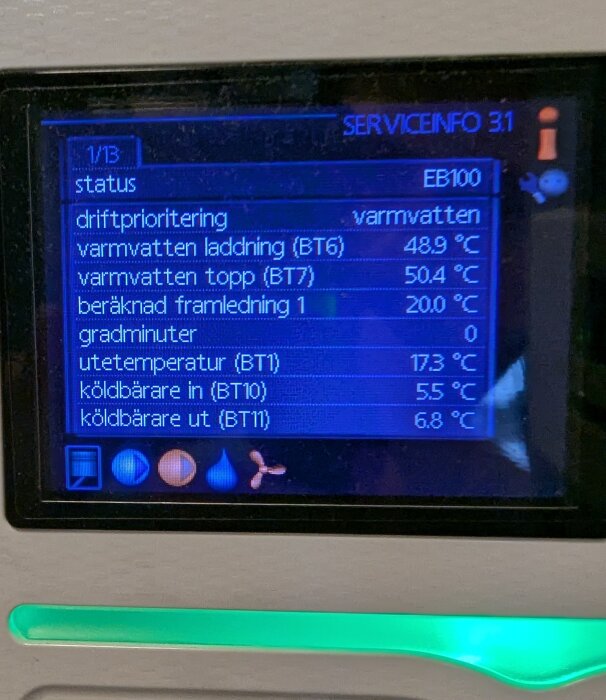 SERVICEINFO 3.1
1/13
status EB100
driftprioritering varmvatten
varmvatten laddning (BT6) 48.9 °C
varmvatten topp (BT7) 50.4 °C
beräknad framledning 1 20.0 °C
gradminuter 0
utetemperatur (BT1) 17.3 °C
köldbärare in (BT10) 5.5 °C
köldbärare ut (BT11) 6.8 °C